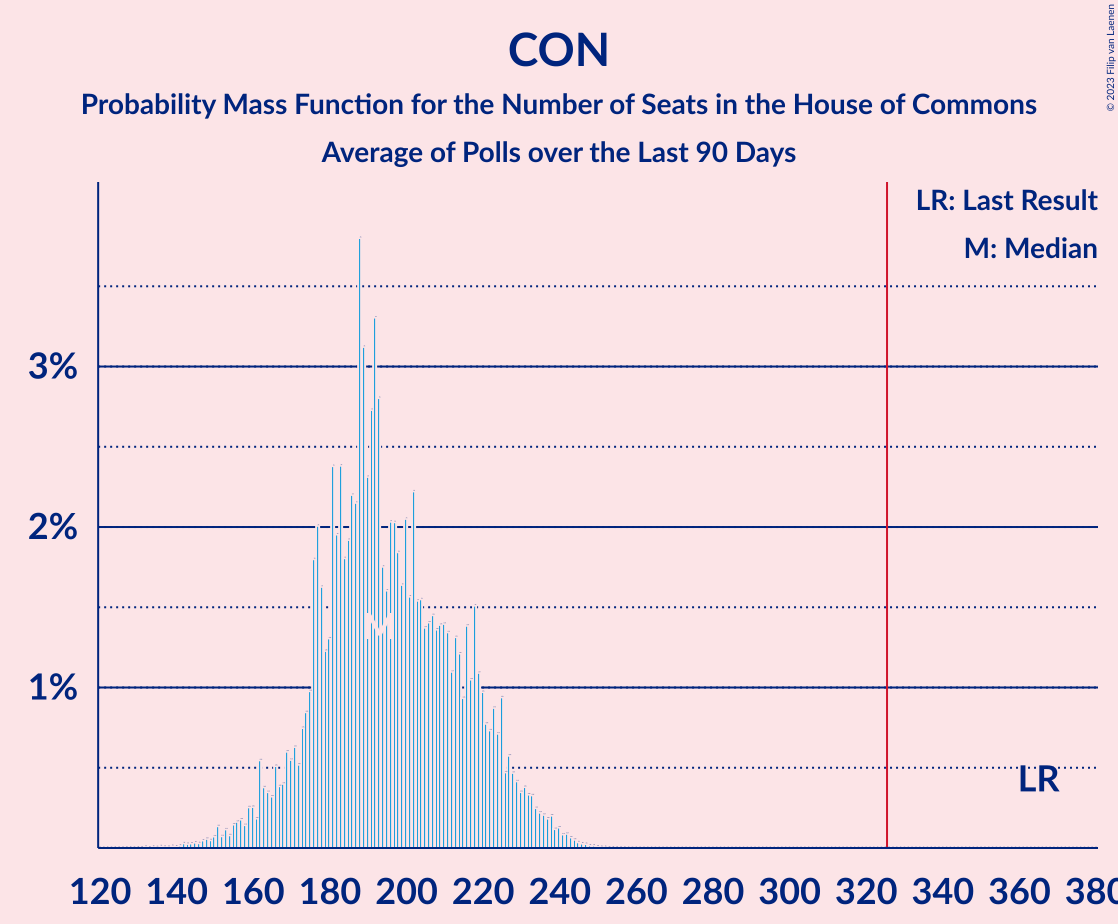 CON
Probability Mass Function for the Number of Seats in the House of Commons
Average of Polls over the Last 90 Days
© 2023 Filip van Laenen
LR: Last Result
M: Median
3%
2%
1%
LR
120 140 160 180 200 220 240 260 280 300 320 340 360 380